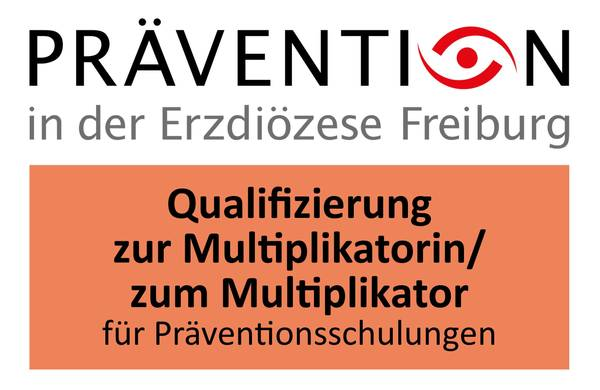 PRÄVENTION
in der Erzdiözese Freiburg
Qualifizierung
zur Multiplikatorin/
zum Multiplikator
für Präventionsschulungen